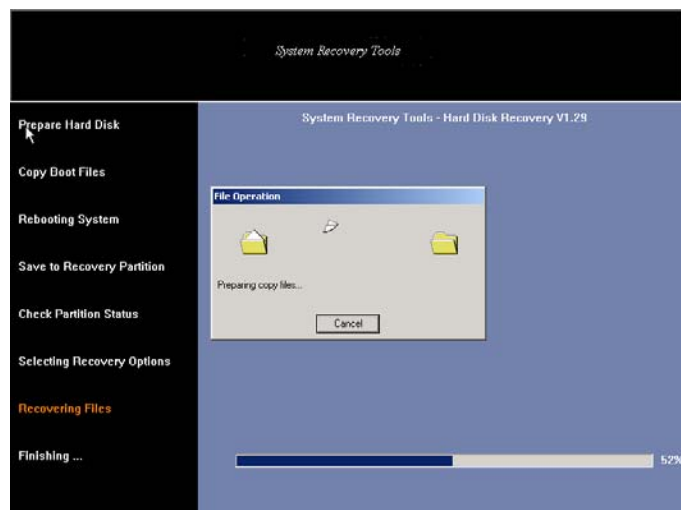 System Recovery Tools
System Recovery Tools - Hard Disk Recovery V1.29
Prepare Hard Disk
Copy Boot Files
Rebooting System
Save to Recovery Partition
Check Partition Status
Selecting Recovery Options
Recovering Files
Finishing ...
File Operation
Preparing copy files...
Cancel
52%